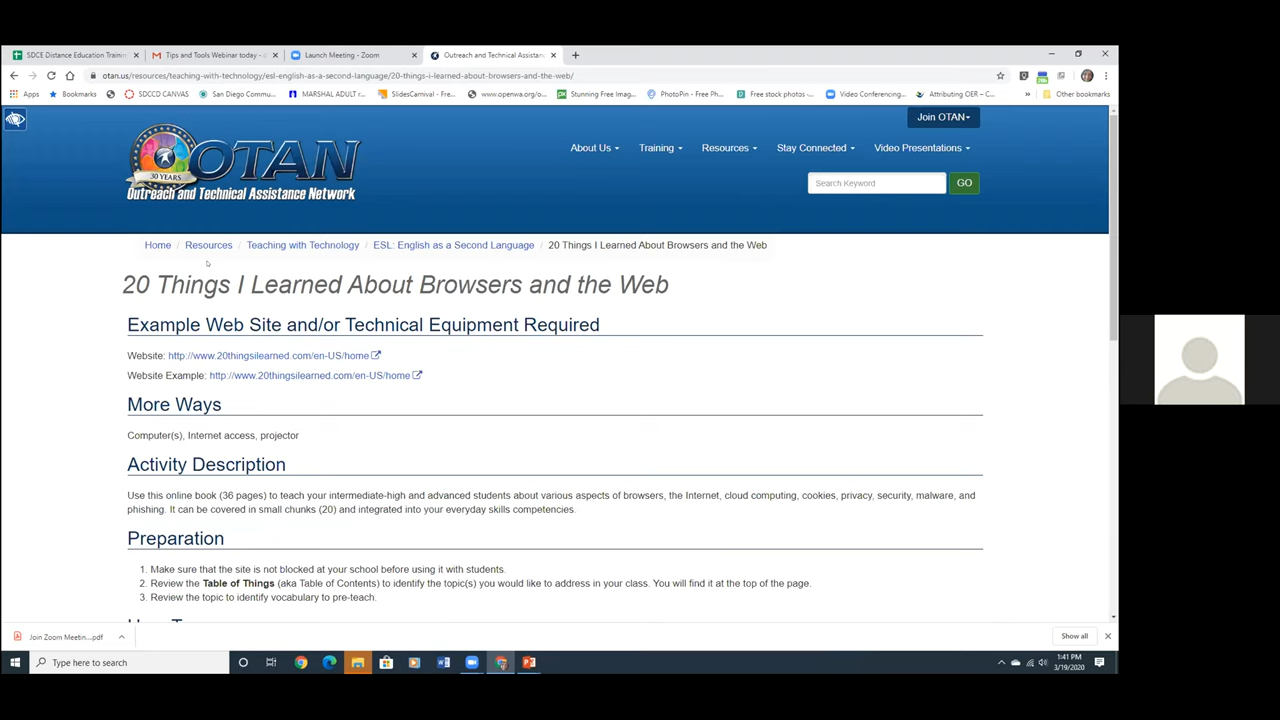 SDCE Distance Education Traini
Tips and Tools Webinar today -
Launch Meeting - Zoom
Outreach and Technical Assistan
otan.us/resources/teaching-with-technology/esl-english-as-a-second-language/20-things-i-learned-about-browsers-and-the-web/
Apps
Bookmarks
SDCCD CANVAS
San Diego Commu...
MARSHAL ADULT r...
SlidesCarnival - Fre...
https://www.openwa.org/o...
Stunning Free Imag...
PhotoPin - Free Ph...
Free stock photos -...
Video Conferencing...
Attributing OER – C...
»
Other bookmarks
Join OTAN
About Us
Training
Resources
Stay Connected
Video Presentations
30 YEARS
OTAN
Outreach and Technical Assistance Network
Search Keyword
GO
Home / Resources / Teaching with Technology / ESL: English as a Second Language / 20 Things I Learned About Browsers and the Web
20 Things I Learned About Browsers and the Web
Example Web Site and/or Technical Equipment Required
Website: http://www.20thingsilearned.com/en-US/home
Website Example: http://www.20thingsilearned.com/en-US/home
More Ways
Computer(s), Internet access, projector
Activity Description
Use this online book (36 pages) to teach your intermediate-high and advanced students about various aspects of browsers, the Internet, cloud computing, cookies, privacy, security, malware, and
phishing. It can be covered in small chunks (20) and integrated into your everyday skills competencies.
Preparation
1. Make sure that the site is not blocked at your school before using it with students.
2. Review the Table of Things (aka Table of Contents) to identify the topic(s) you would like to address in your class. You will find it at the top of the page.
3. Review the topic to identify vocabulary to pre-teach.
Join Zoom Meetin....pdf
Show all
Type here to search
1:41 PM
3/19/2020